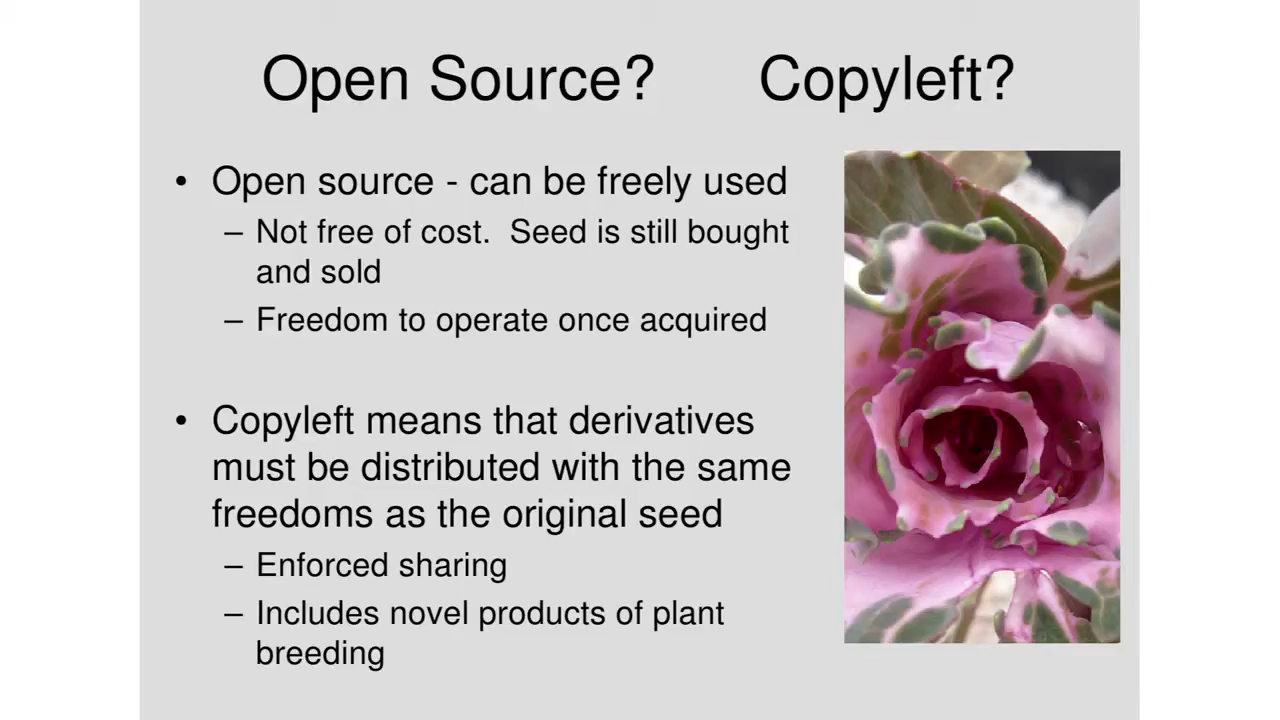 Open Source? Copyleft?
• Open source - can be freely used
– Not free of cost. Seed is still bought
and sold
– Freedom to operate once acquired
• Copyleft means that derivatives
must be distributed with the same
freedoms as the original seed
– Enforced sharing
– Includes novel products of plant
breeding